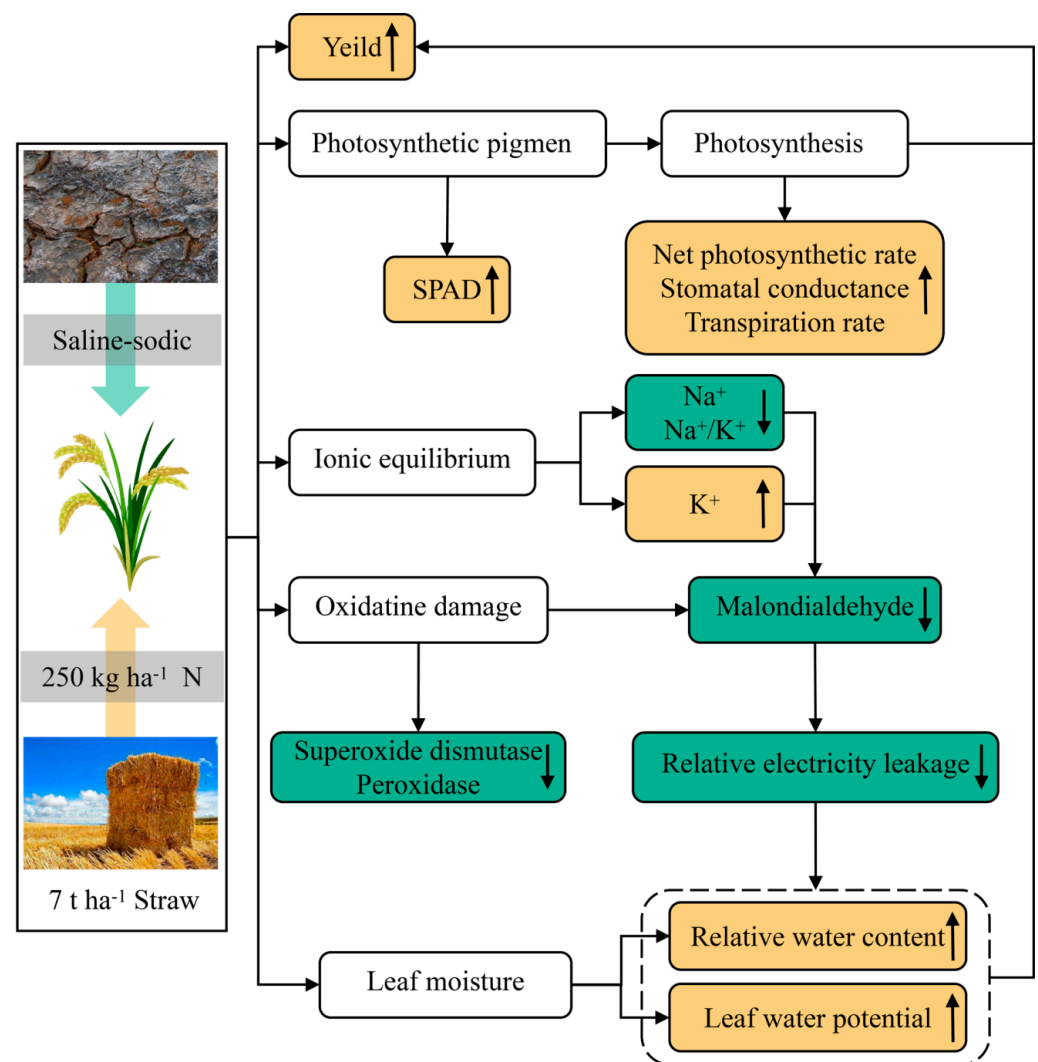 Yeild
Photosynthetic pigmen
Photosynthesis
SPAD
Net photosynthetic rate
Stomatal conductance
Transpiration rate
Saline-sodic
Na⁺
Na⁺/K⁺
Ionic equilibrium
K⁺
Oxidatine damage
Malondialdehyde
250 kg ha⁻¹ N
Superoxide dismutase
Peroxidase
Relative electricity leakage
7 t ha⁻¹ Straw
Relative water content
Leaf moisture
Leaf water potential